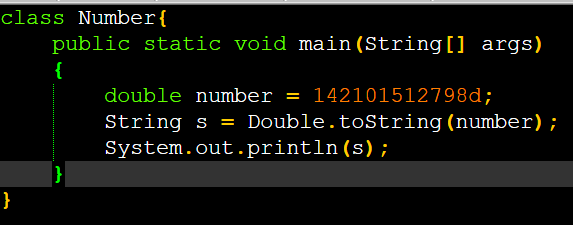 class Number{
    public static void main(String[] args)
    {
        double number = 142101512798d;
        String s = Double.toString(number);
        System.out.println(s);
    }
}